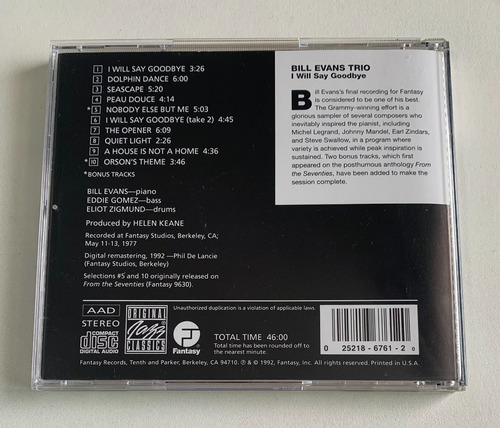 1 I WILL SAY GOODBYE 3:26
2 DOLPHIN DANCE 6:00
3 SEASCAPE 5:20
4 PEAU DOUCE 4:14
*5 NOBODY ELSE BUT ME 5:03
6 I WILL SAY GOODBYE (take 2) 4:45
7 THE OPENER 6:09
8 QUIET LIGHT 2:26
9 A HOUSE IS NOT A HOME 3:36
*10 ORSON'S THEME 3:46
*BONUS TRACKS
BILL EVANS—piano
EDDIE GOMEZ—bass
ELIOT ZIGMUND—drums
Produced by HELEN KEANE
Recorded at Fantasy Studios, Berkeley, CA;
May 11-13, 1977
Digital remastering, 1992 —Phil De Lancie
(Fantasy Studios, Berkeley)
Selections #5 and 10 originally released on
From the Seventies (Fantasy 9630).
BILL EVANS TRIO
I Will Say Goodbye
Bill Evans's final recording for Fantasy
is considered to be one of his best.
The Grammy-winning effort is a
glorious sampler of several composers who
inevitably inspired the pianist, including
Michel Legrand, Johnny Mandel, Earl Zindars,
and Steve Swallow, in a program where
variety is achieved while peak inspiration is
sustained. Two bonus tracks, which first
appeared on the posthumous anthology From
the Seventies, have been added to make the
session complete.
AAD
STEREO
COMPACT
disc
DIGITAL AUDIO
ORIGINAL
Jazz
CLASSICS
F
Fantasy
Unauthorized duplication is a violation of applicable laws.
TOTAL TIME 46:00
Total time has been rounded off to
the nearest minute.
0 25218-6761-2 0
Fantasy Records, Tenth and Parker, Berkeley, CA 94710. ℗ & © 1992, Fantasy, Inc. All rights reserved. Printed in U.S.A.